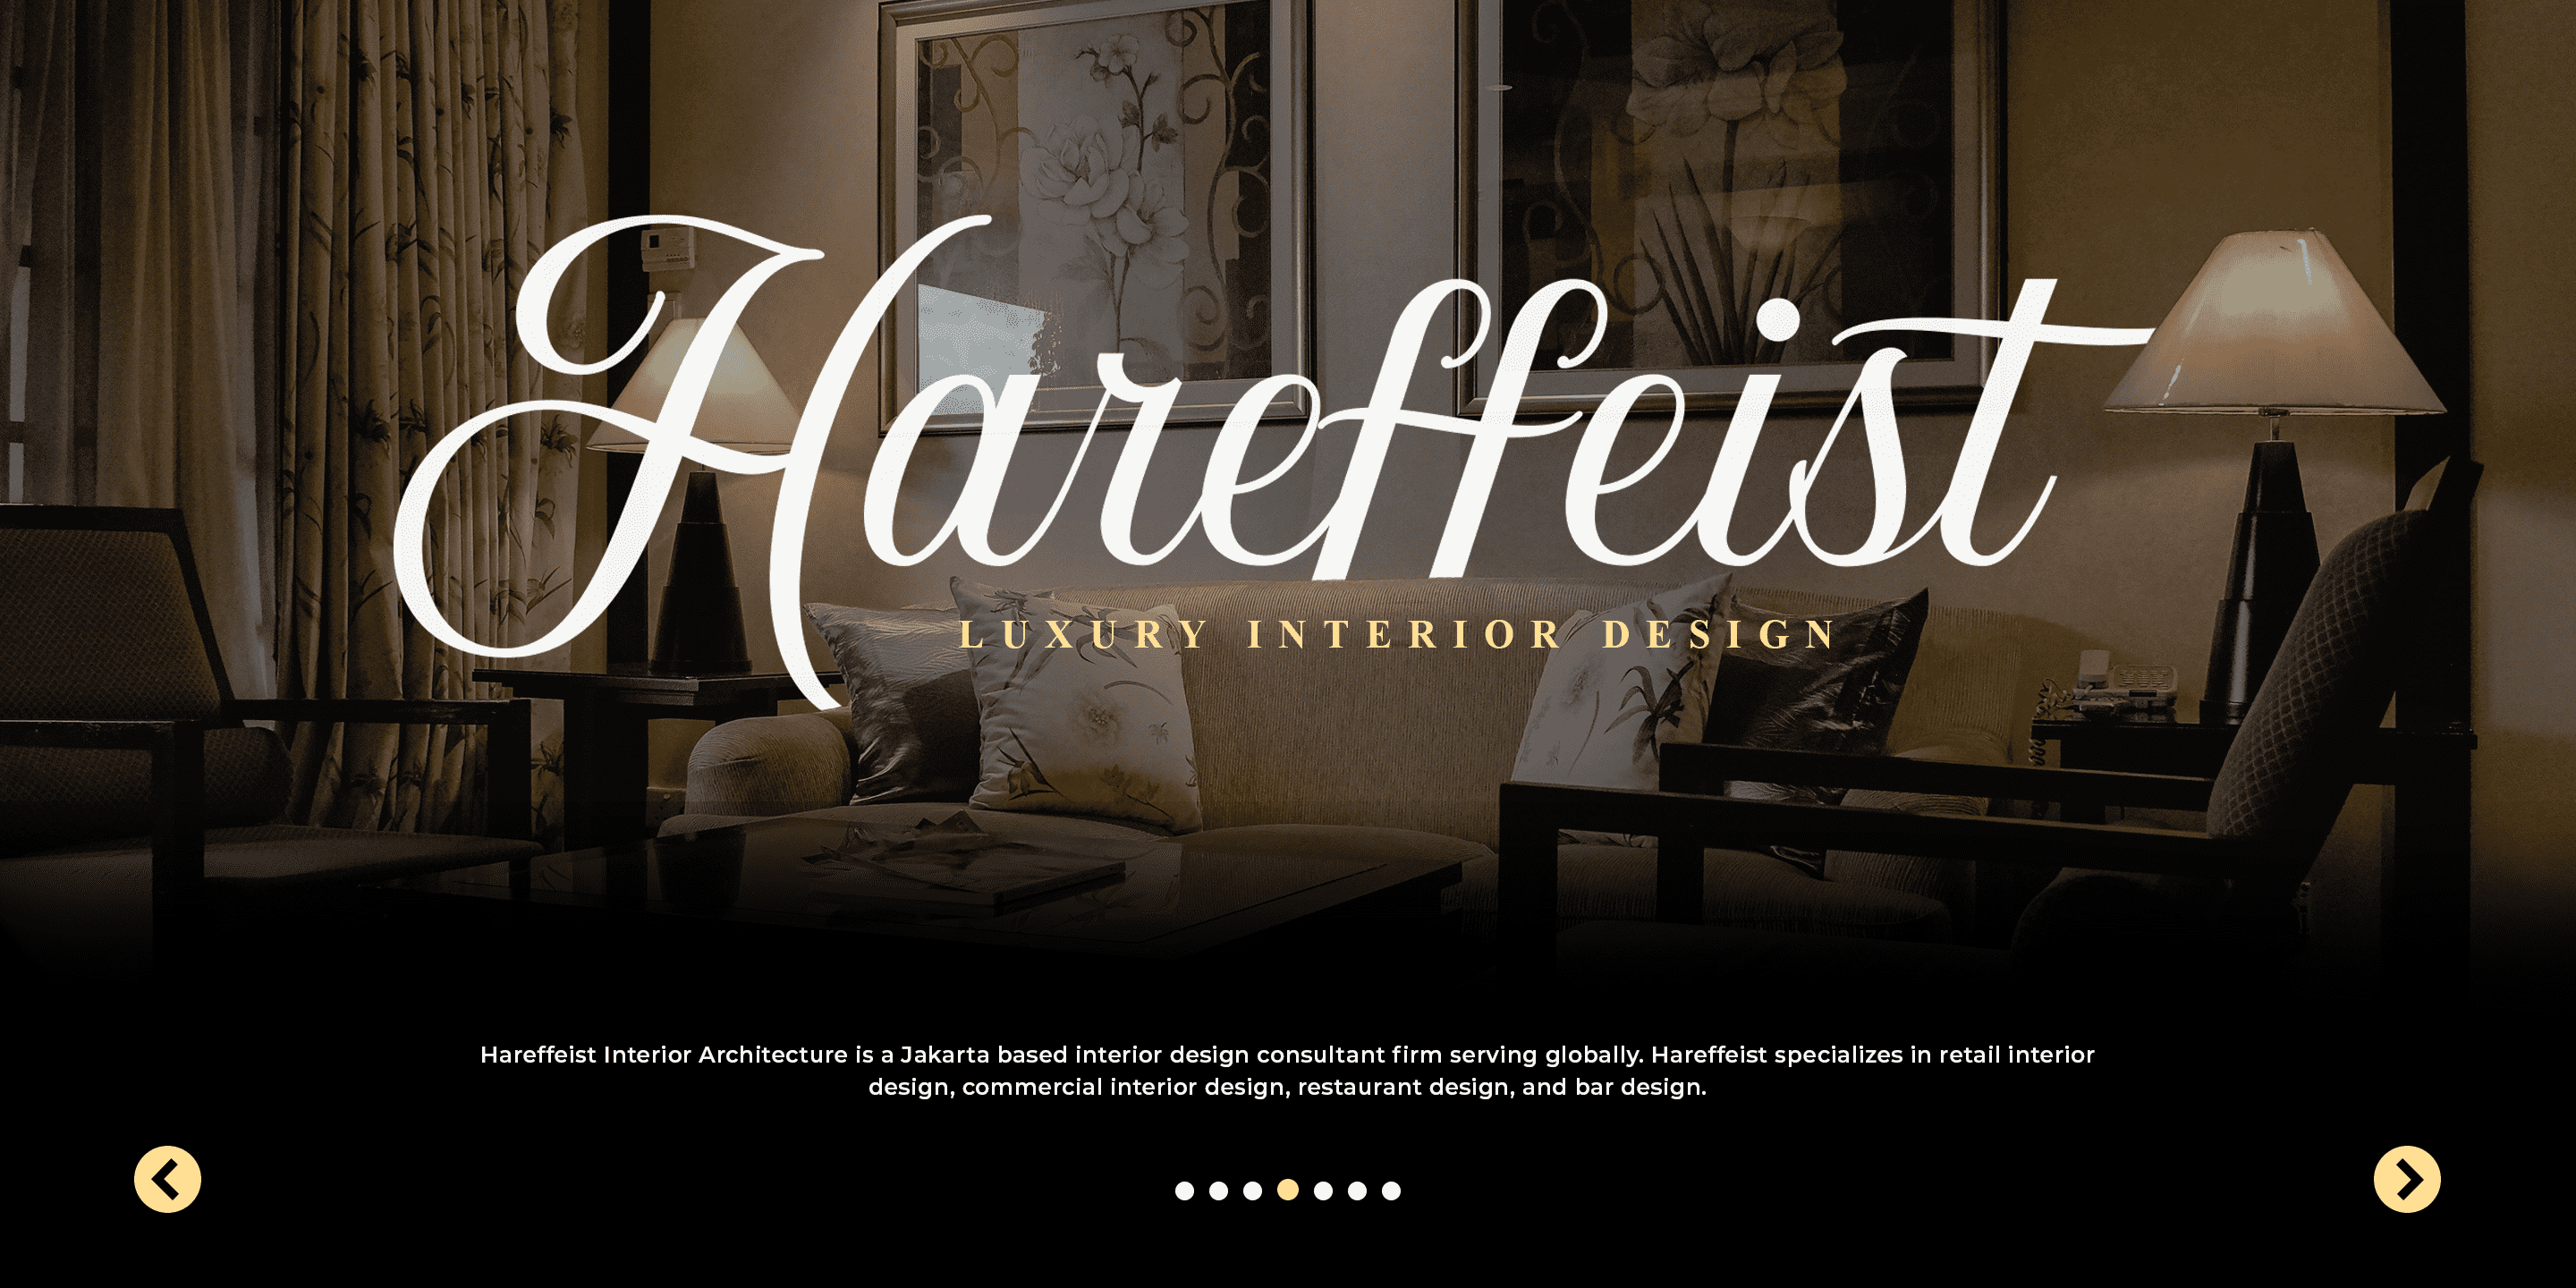 Hareffeist
LUXURY INTERIOR DESIGN
Hareffeist Interior Architecture is a Jakarta based interior design consultant firm serving globally. Hareffeist specializes in retail interior
design, commercial interior design, restaurant design, and bar design.